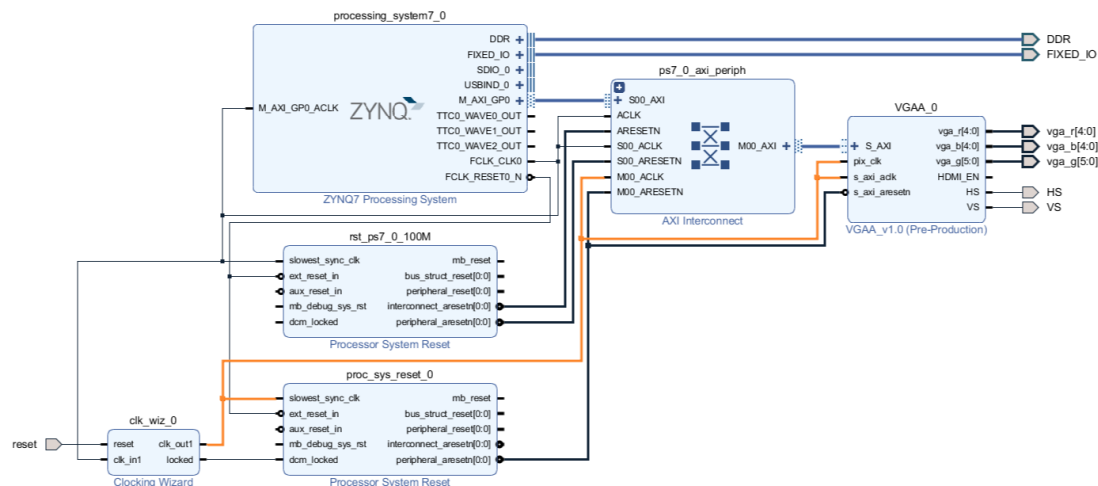 processing_system7_0
DDR
FIXED_IO
SDIO_0
USBIND_0
M_AXI_GP0
TTC0_WAVE0_OUT
TTC0_WAVE1_OUT
TTC0_WAVE2_OUT
FCLK_CLK0
FCLK_RESET0_N
M_AXI_GP0_ACLK
ZYNQ
ZYNQ7 Processing System
DDR
FIXED_IO
ps7_0_axi_periph
S00_AXI
ACLK
ARESETN
S00_ACLK
S00_ARESETN
M00_ACLK
M00_ARESETN
M00_AXI
AXI Interconnect
VGAA_0
S_AXI
pix_clk
s_axi_aclk
s_axi_aresetn
vga_r[4:0]
vga_b[4:0]
vga_g[5:0]
HDMI_EN
HS
VS
VGAA_v1.0 (Pre-Production)
vga_r[4:0]
vga_b[4:0]
vga_g[5:0]
HS
VS
rst_ps7_0_100M
slowest_sync_clk
ext_reset_in
aux_reset_in
mb_debug_sys_rst
dcm_locked
mb_reset
bus_struct_reset[0:0]
peripheral_reset[0:0]
interconnect_aresetn[0:0]
peripheral_aresetn[0:0]
Processor System Reset
proc_sys_reset_0
slowest_sync_clk
ext_reset_in
aux_reset_in
mb_debug_sys_rst
dcm_locked
mb_reset
bus_struct_reset[0:0]
peripheral_reset[0:0]
interconnect_aresetn[0:0]
peripheral_aresetn[0:0]
Processor System Reset
reset
clk_wiz_0
reset
clk_in1
clk_out1
locked
Clocking Wizard